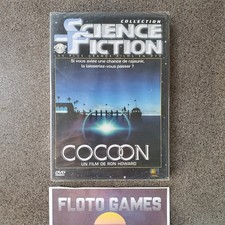 COLLECTION
SCIENCE
FICTION
Si vous aviez une chance de rajeunir,
la laisseriez-vous passer ?
COCOON
UN FILM DE RON HOWARD
DVD
FLOTO GAMES